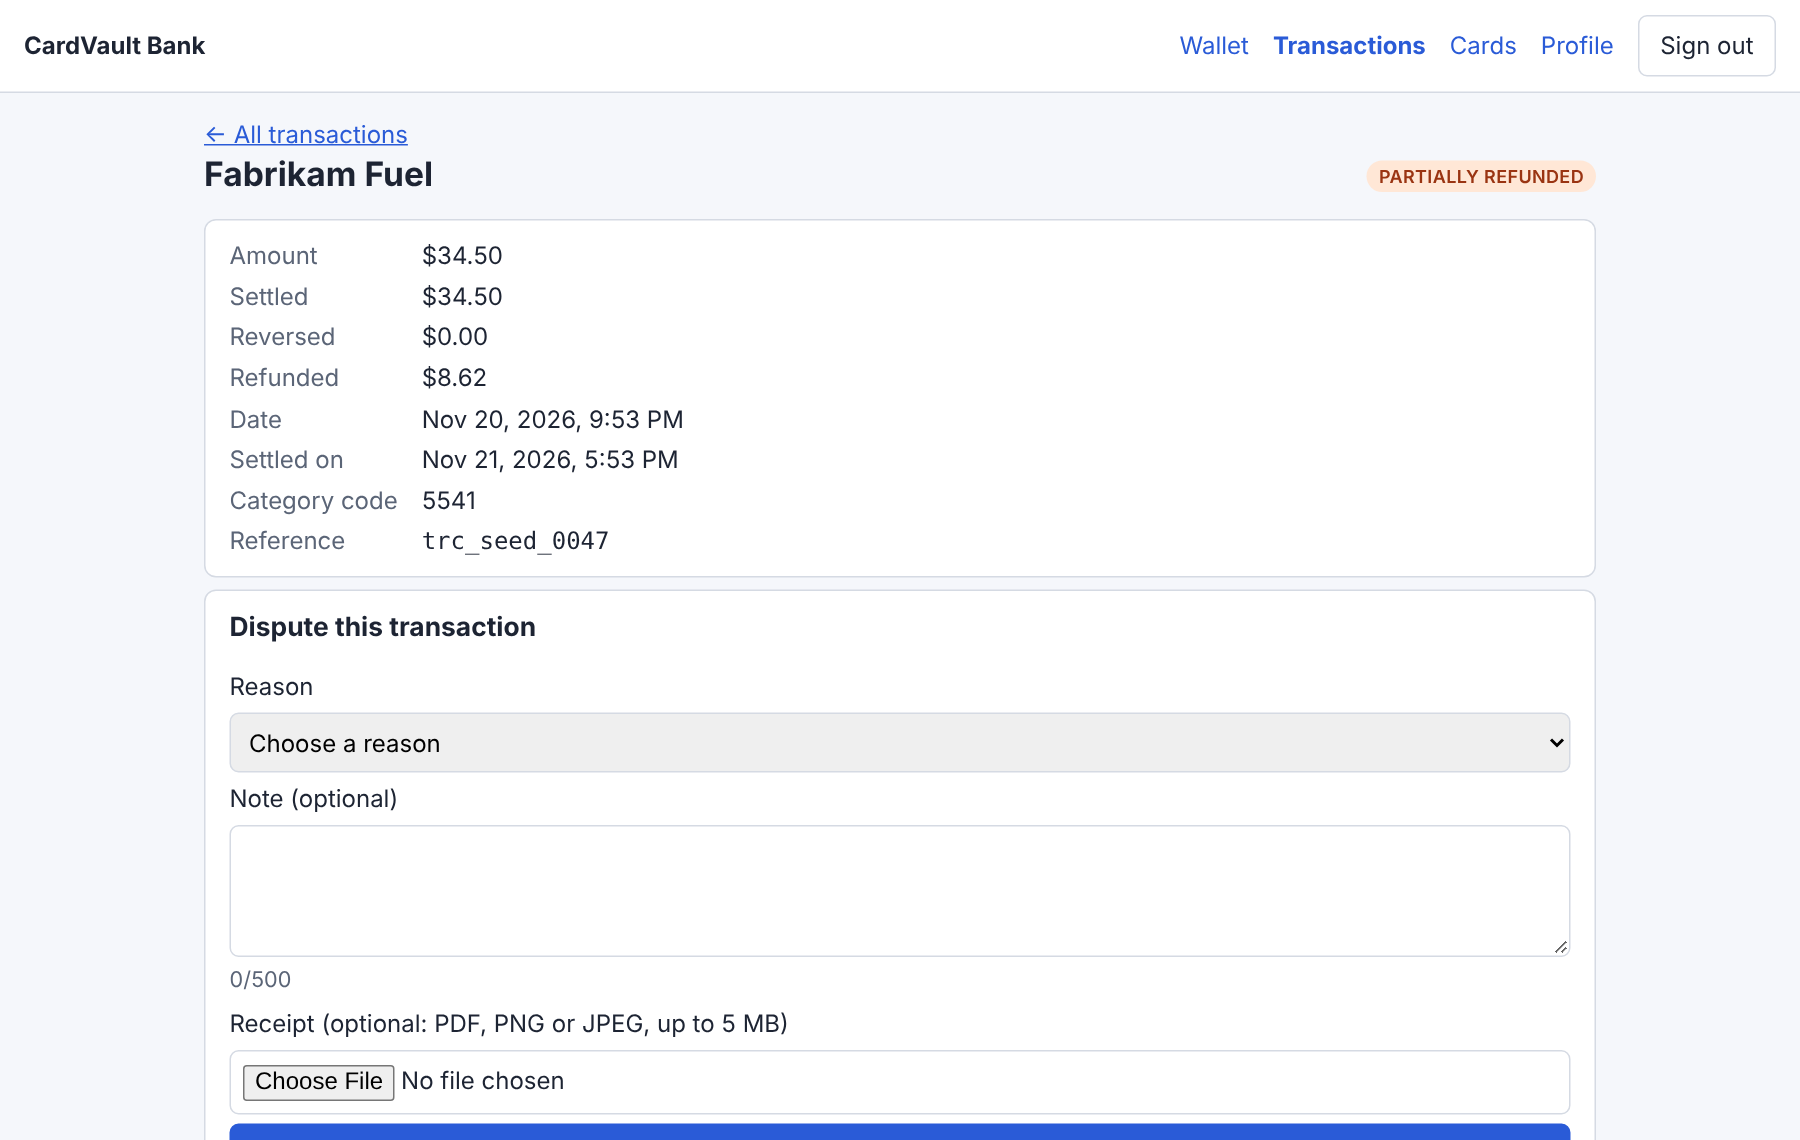 CardVault Bank
Wallet Transactions Cards Profile Sign out
← All transactions
Fabrikam Fuel
PARTIALLY REFUNDED
Amount $34.50
Settled $34.50
Reversed $0.00
Refunded $8.62
Date Nov 20, 2026, 9:53 PM
Settled on Nov 21, 2026, 5:53 PM
Category code 5541
Reference trc_seed_0047
Dispute this transaction
Reason
Choose a reason
Note (optional)
0/500
Receipt (optional: PDF, PNG or JPEG, up to 5 MB)
Choose File No file chosen